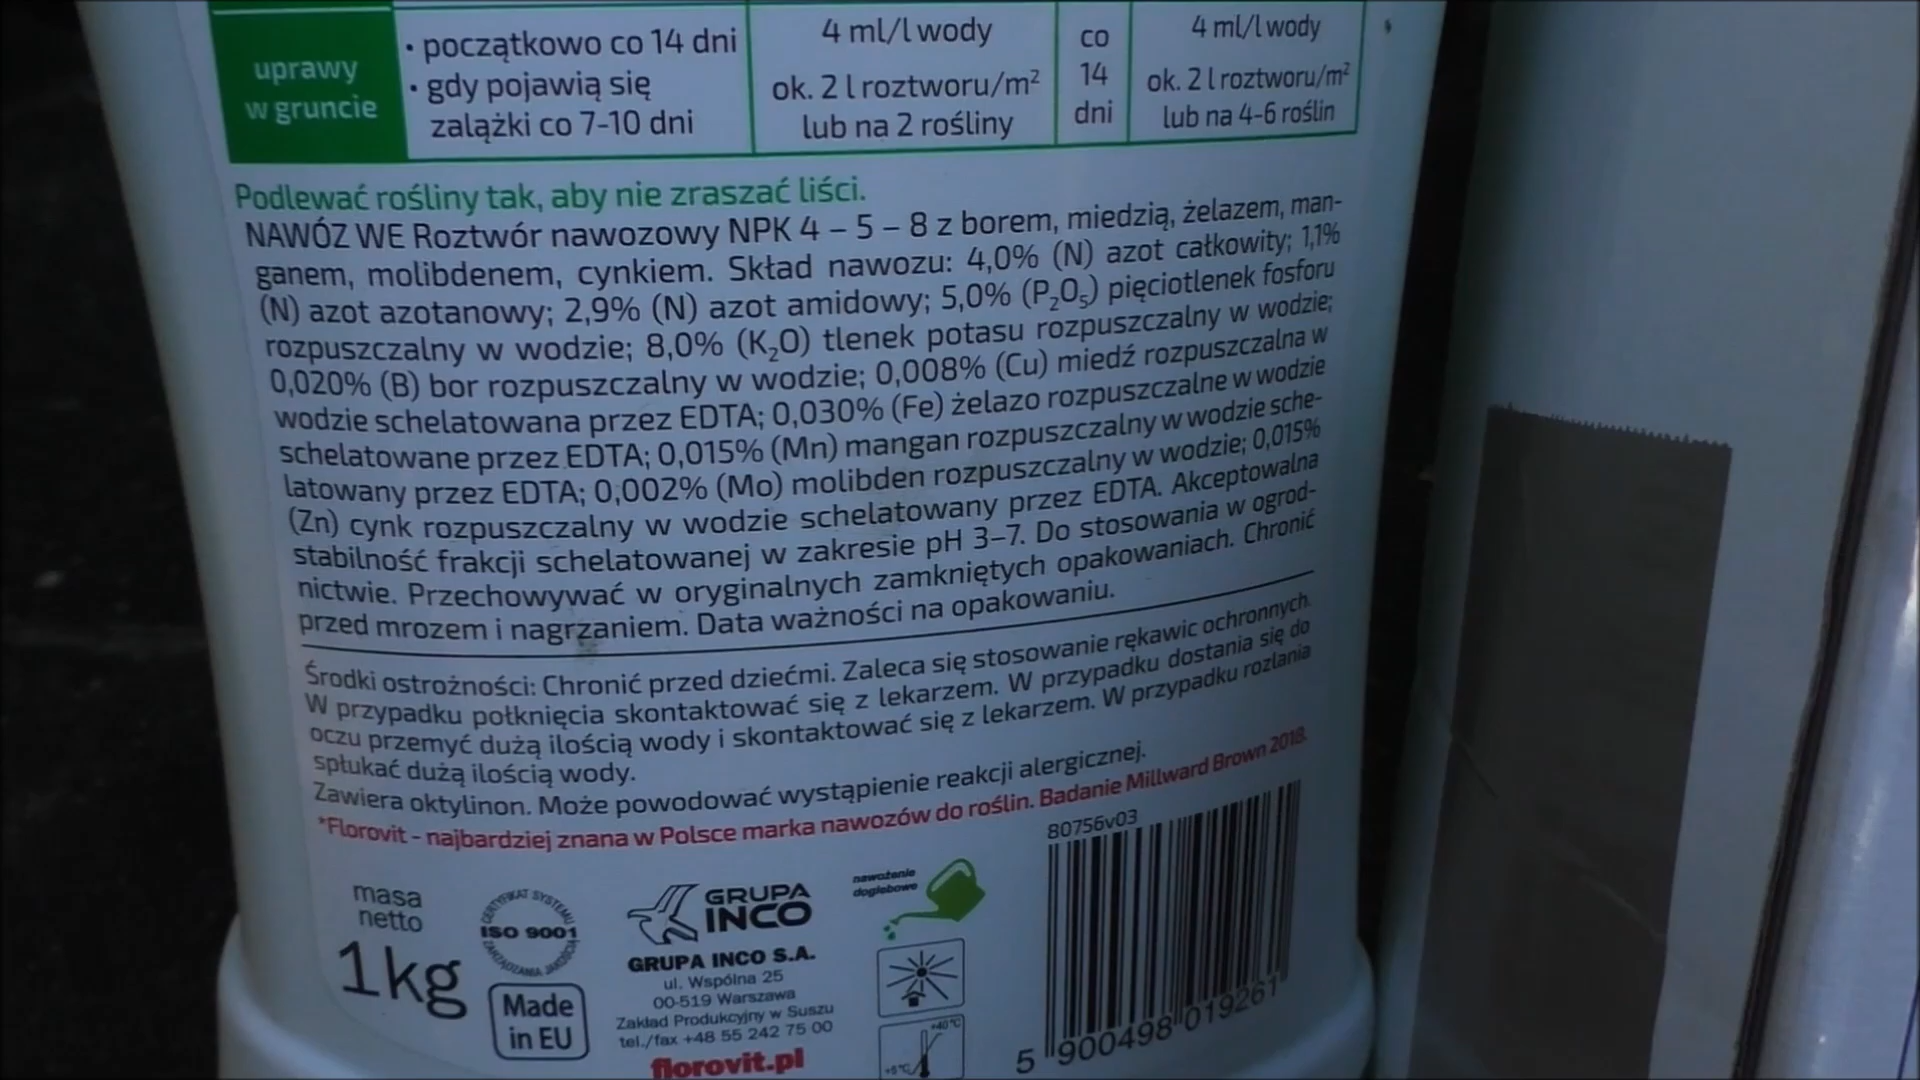 uprawy
w gruncie
• początkowo co 14 dni
• gdy pojawią się
zalążki co 7-10 dni
4 ml/l wody
ok. 2 l roztworu/m²
lub na 2 rośliny
co
14
dni
4 ml/l wody
ok. 2 l roztworu/m²
lub na 4-6 roślin
Podlewać rośliny tak, aby nie zraszać liści.
NAWÓZ WE Roztwór nawozowy NPK 4 – 5 – 8 z borem, miedzią, żelazem, man-
ganem, molibdenem, cynkiem. Skład nawozu: 4,0% (N) azot całkowity; 1,1%
(N) azot azotanowy; 2,9% (N) azot amidowy; 5,0% (P₂O₅) pięciotlenek fosforu
rozpuszczalny w wodzie; 8,0% (K₂O) tlenek potasu rozpuszczalny w wodzie;
0,020% (B) bor rozpuszczalny w wodzie; 0,008% (Cu) miedź rozpuszczalna w
wodzie schelatowana przez EDTA; 0,030% (Fe) żelazo rozpuszczalne w wodzie
schelatowane przez EDTA; 0,015% (Mn) mangan rozpuszczalny w wodzie sche-
latowany przez EDTA; 0,002% (Mo) molibden rozpuszczalny w wodzie; 0,015%
(Zn) cynk rozpuszczalny w wodzie schelatowany przez EDTA. Akceptowalna
stabilność frakcji schelatowanej w zakresie pH 3–7. Do stosowania w ogrod-
nictwie. Przechowywać w oryginalnych zamkniętych opakowaniach. Chronić
przed mrozem i nagrzaniem. Data ważności na opakowaniu.
Środki ostrożności: Chronić przed dziećmi. Zaleca się stosowanie rękawic ochronnych.
W przypadku połknięcia skontaktować się z lekarzem. W przypadku dostania się do
oczu przemyć dużą ilością wody i skontaktować się z lekarzem. W przypadku rozlania
spłukać dużą ilością wody.
Zawiera oktylinon. Może powodować wystąpienie reakcji alergicznej.
*Florovit - najbardziej znana w Polsce marka nawozów do roślin. Badanie Millward Brown 2018.
masa
netto
1kg
CERTYFIKAT SYSTEMU
ISO 9001
ZARZĄDZANIA JAKOŚCIĄ
Made
in EU
GRUPA
INCO
GRUPA INCO S.A.
ul. Wspólna 25
00-519 Warszawa
Zakład Produkcyjny w Suszu
tel./fax +48 55 242 75 00
florovit.pl
nawożenie
doglebowe
+40°C
+5°C
80756v03
5 900498 019261